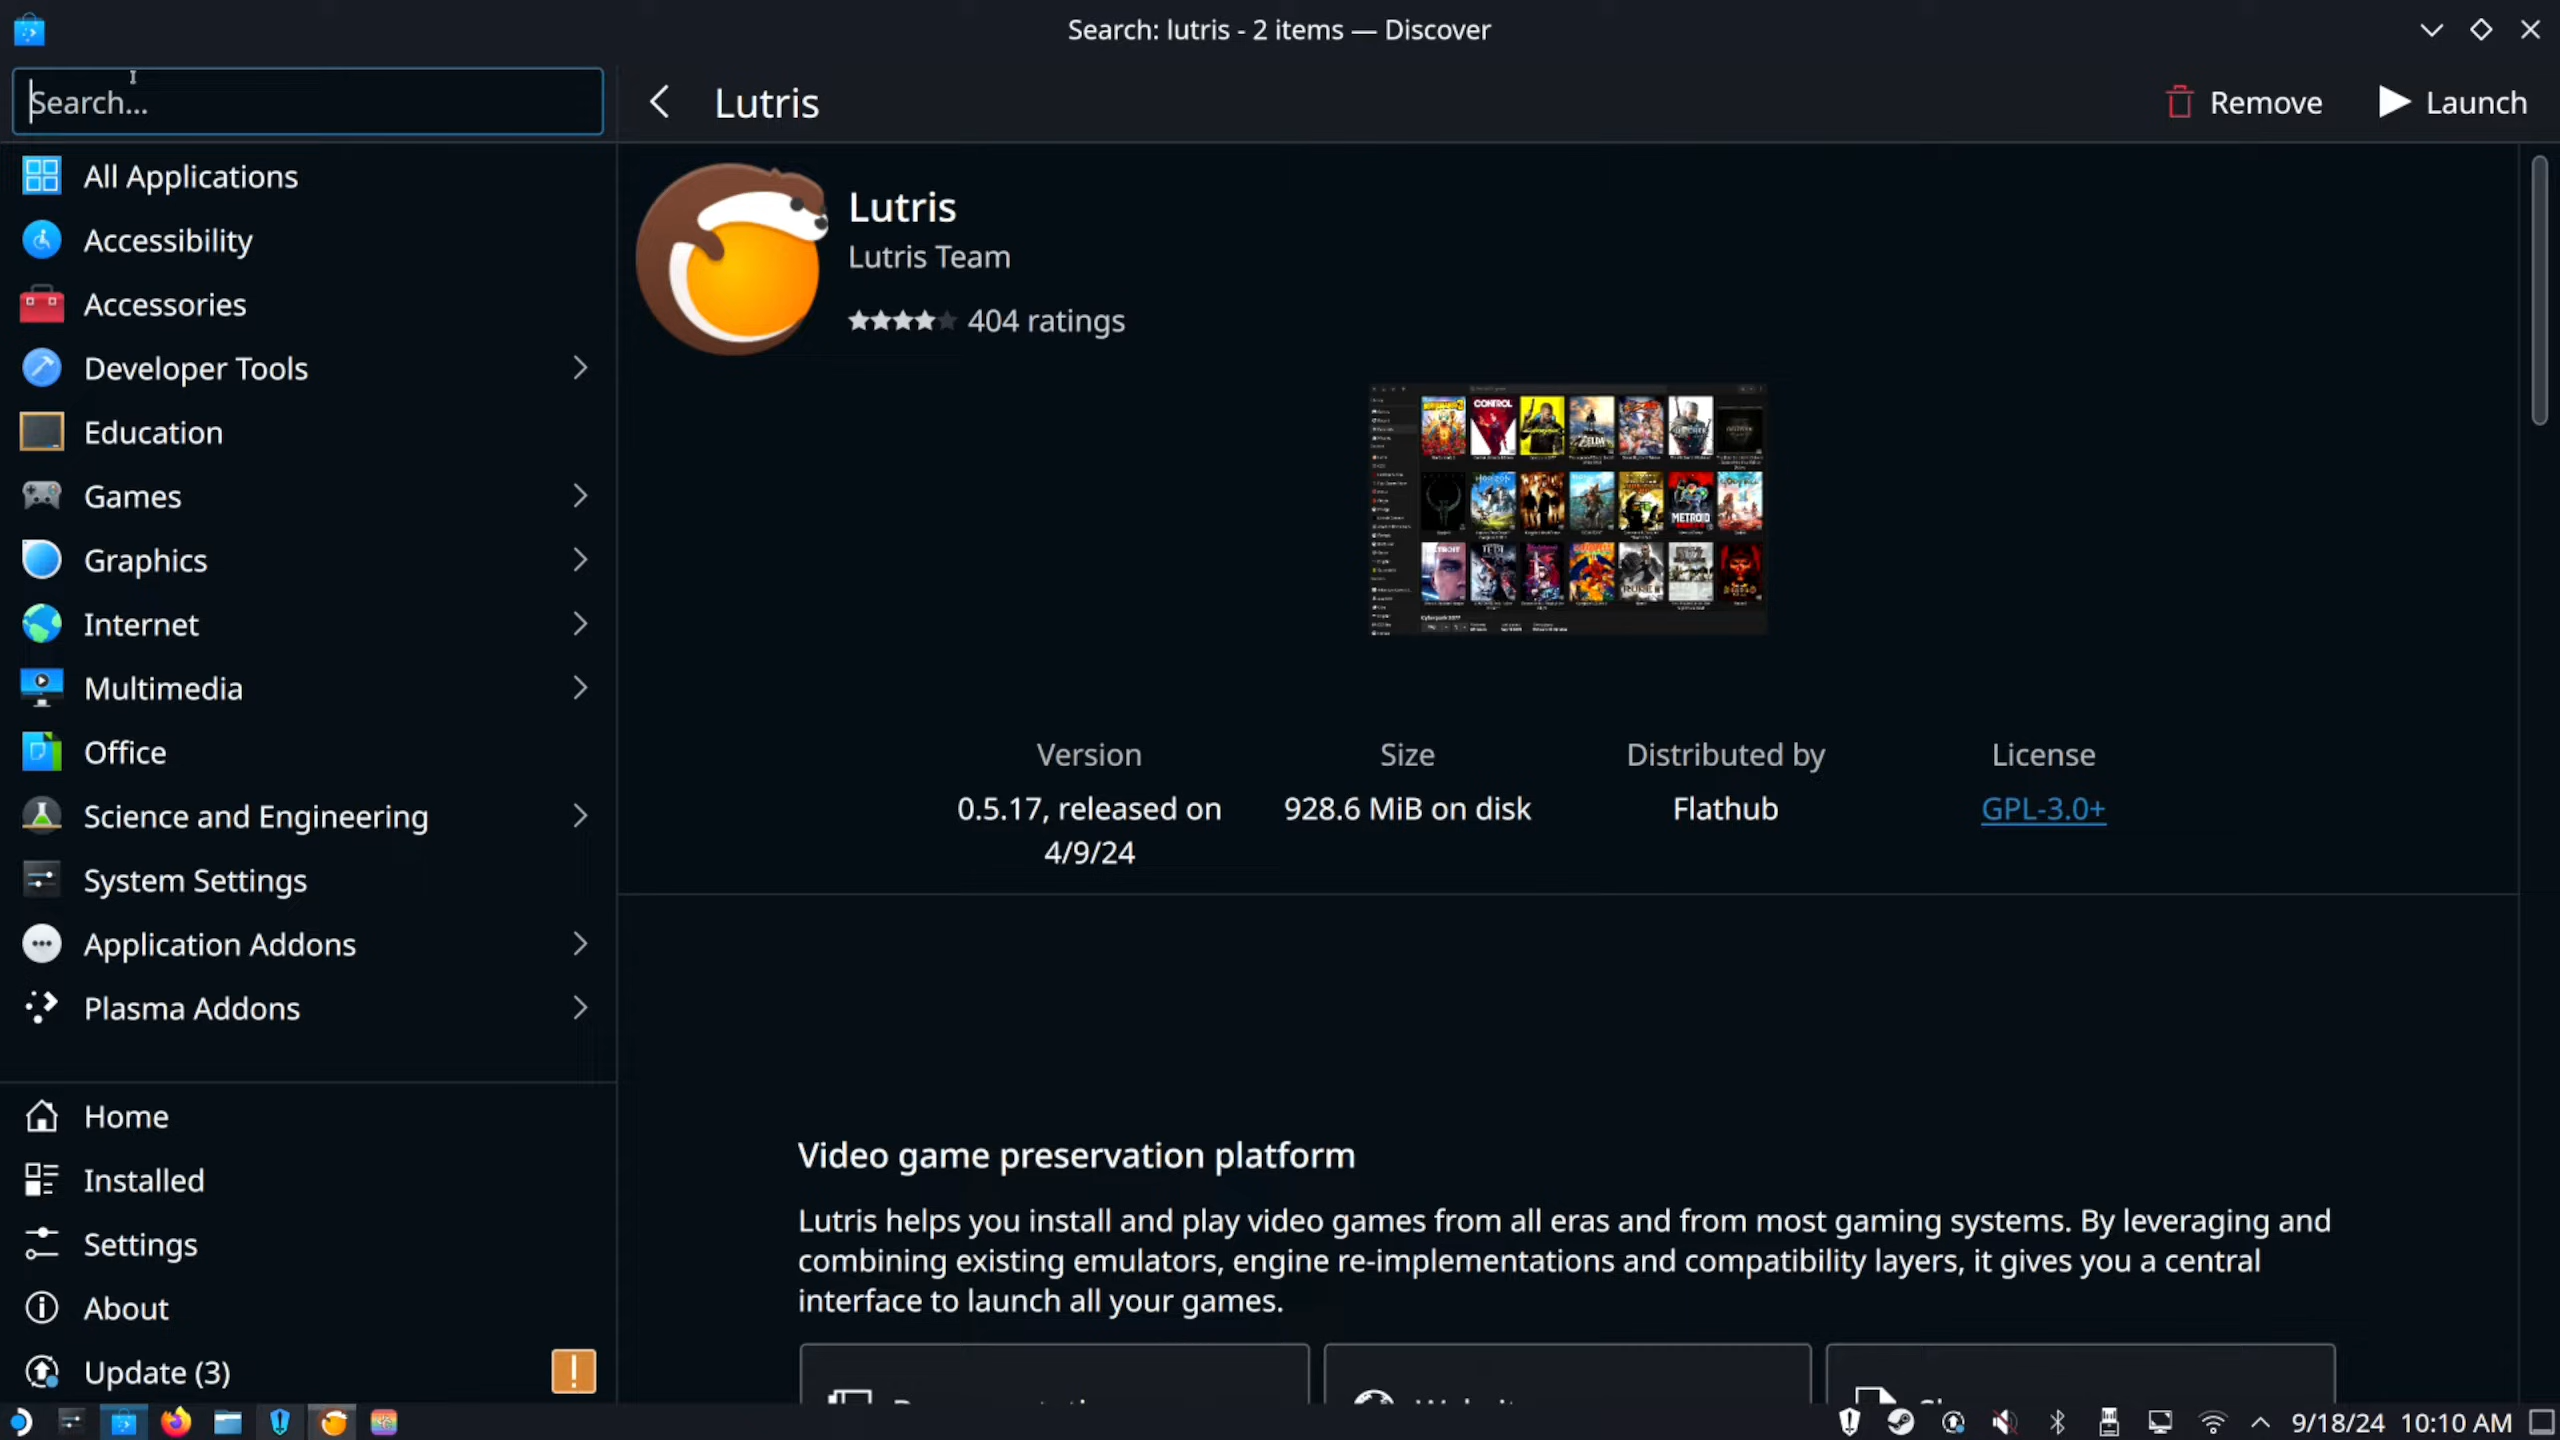 Search: lutris - 2 items — Discover
Search...
Lutris
Remove
Launch
All Applications
Accessibility
Accessories
Developer Tools
Education
Games
Graphics
Internet
Multimedia
Office
Science and Engineering
System Settings
Application Addons
Plasma Addons
Home
Installed
Settings
About
Update (3)
Lutris
Lutris Team
404 ratings
CONTROL
ZELDA
METROID
Version
Size
Distributed by
License
0.5.17, released on
4/9/24
928.6 MiB on disk
Flathub
GPL-3.0+
Video game preservation platform
Lutris helps you install and play video games from all eras and from most gaming systems. By leveraging and
combining existing emulators, engine re-implementations and compatibility layers, it gives you a central
interface to launch all your games.
9/18/24
10:10 AM